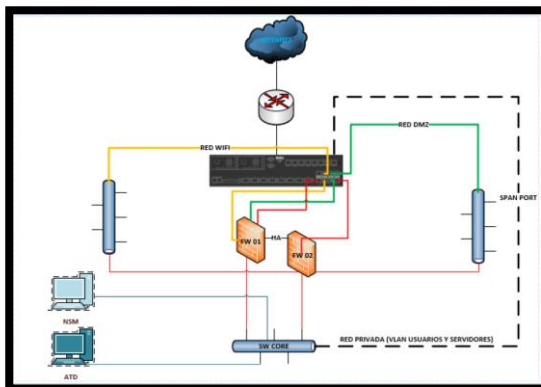 RED WIFI
RED DMZ
SPAN PORT
FW 01
HA
FW 02
NSM
RED PRIVADA (VLAN USUARIOS Y SERVIDORES)
SW CORE
ATD